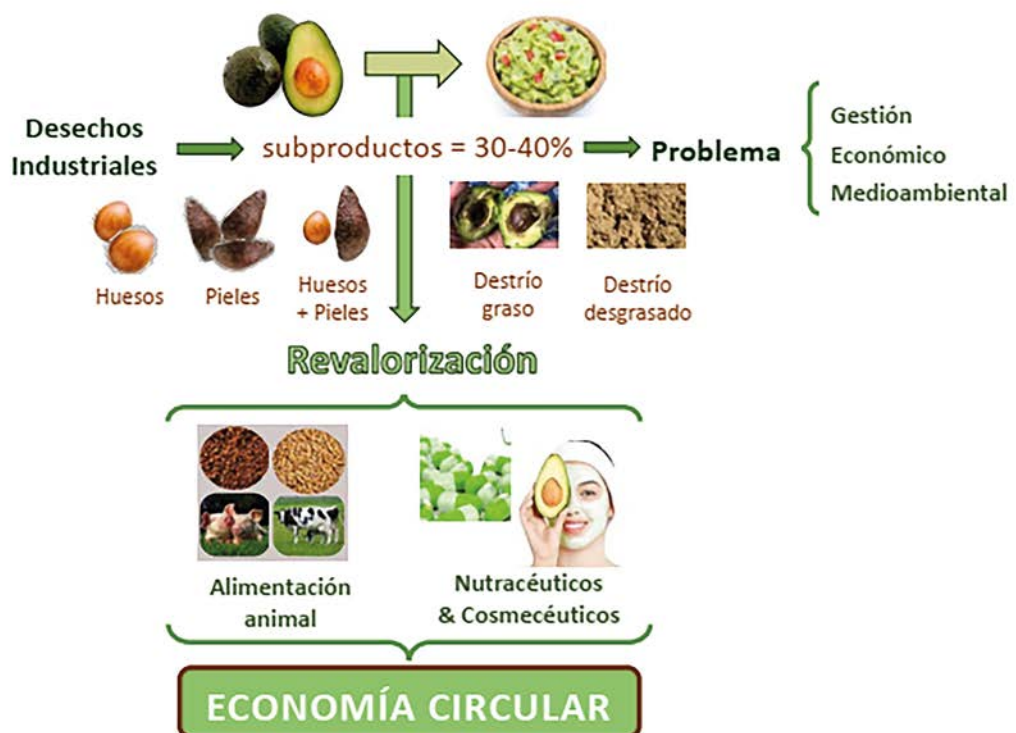 Desechos
Industriales
subproductos = 30-40%
Problema
Gestión
Económico
Medioambiental
Huesos
Pieles
Huesos
+ Pieles
Destrío
graso
Destrío
desgrasado
Revalorización
Alimentación
animal
Nutracéuticos
& Cosmecéuticos
ECONOMÍA CIRCULAR